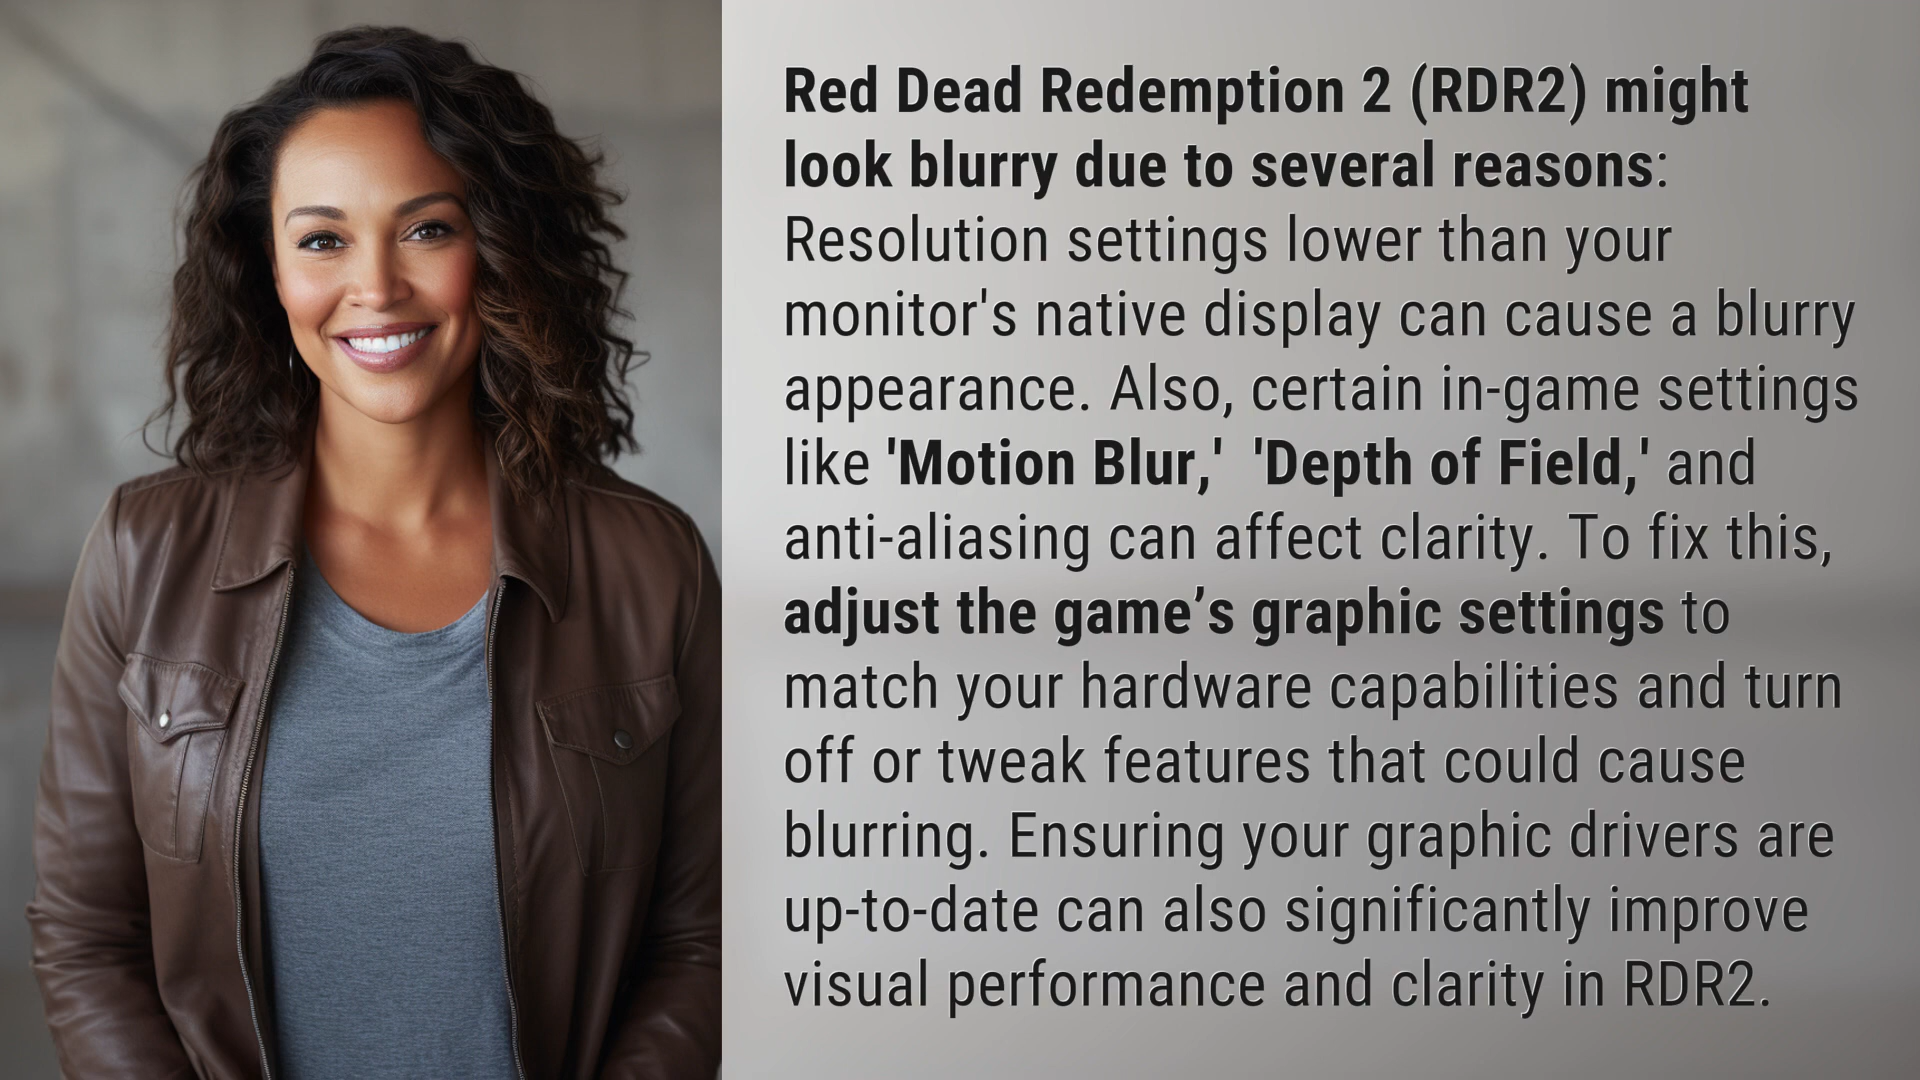 Red Dead Redemption 2 (RDR2) might
look blurry due to several reasons:
Resolution settings lower than your
monitor's native display can cause a blurry
appearance. Also, certain in-game settings
like 'Motion Blur,'  'Depth of Field,' and
anti-aliasing can affect clarity. To fix this,
adjust the game’s graphic settings to
match your hardware capabilities and turn
off or tweak features that could cause
blurring. Ensuring your graphic drivers are
up-to-date can also significantly improve
visual performance and clarity in RDR2.